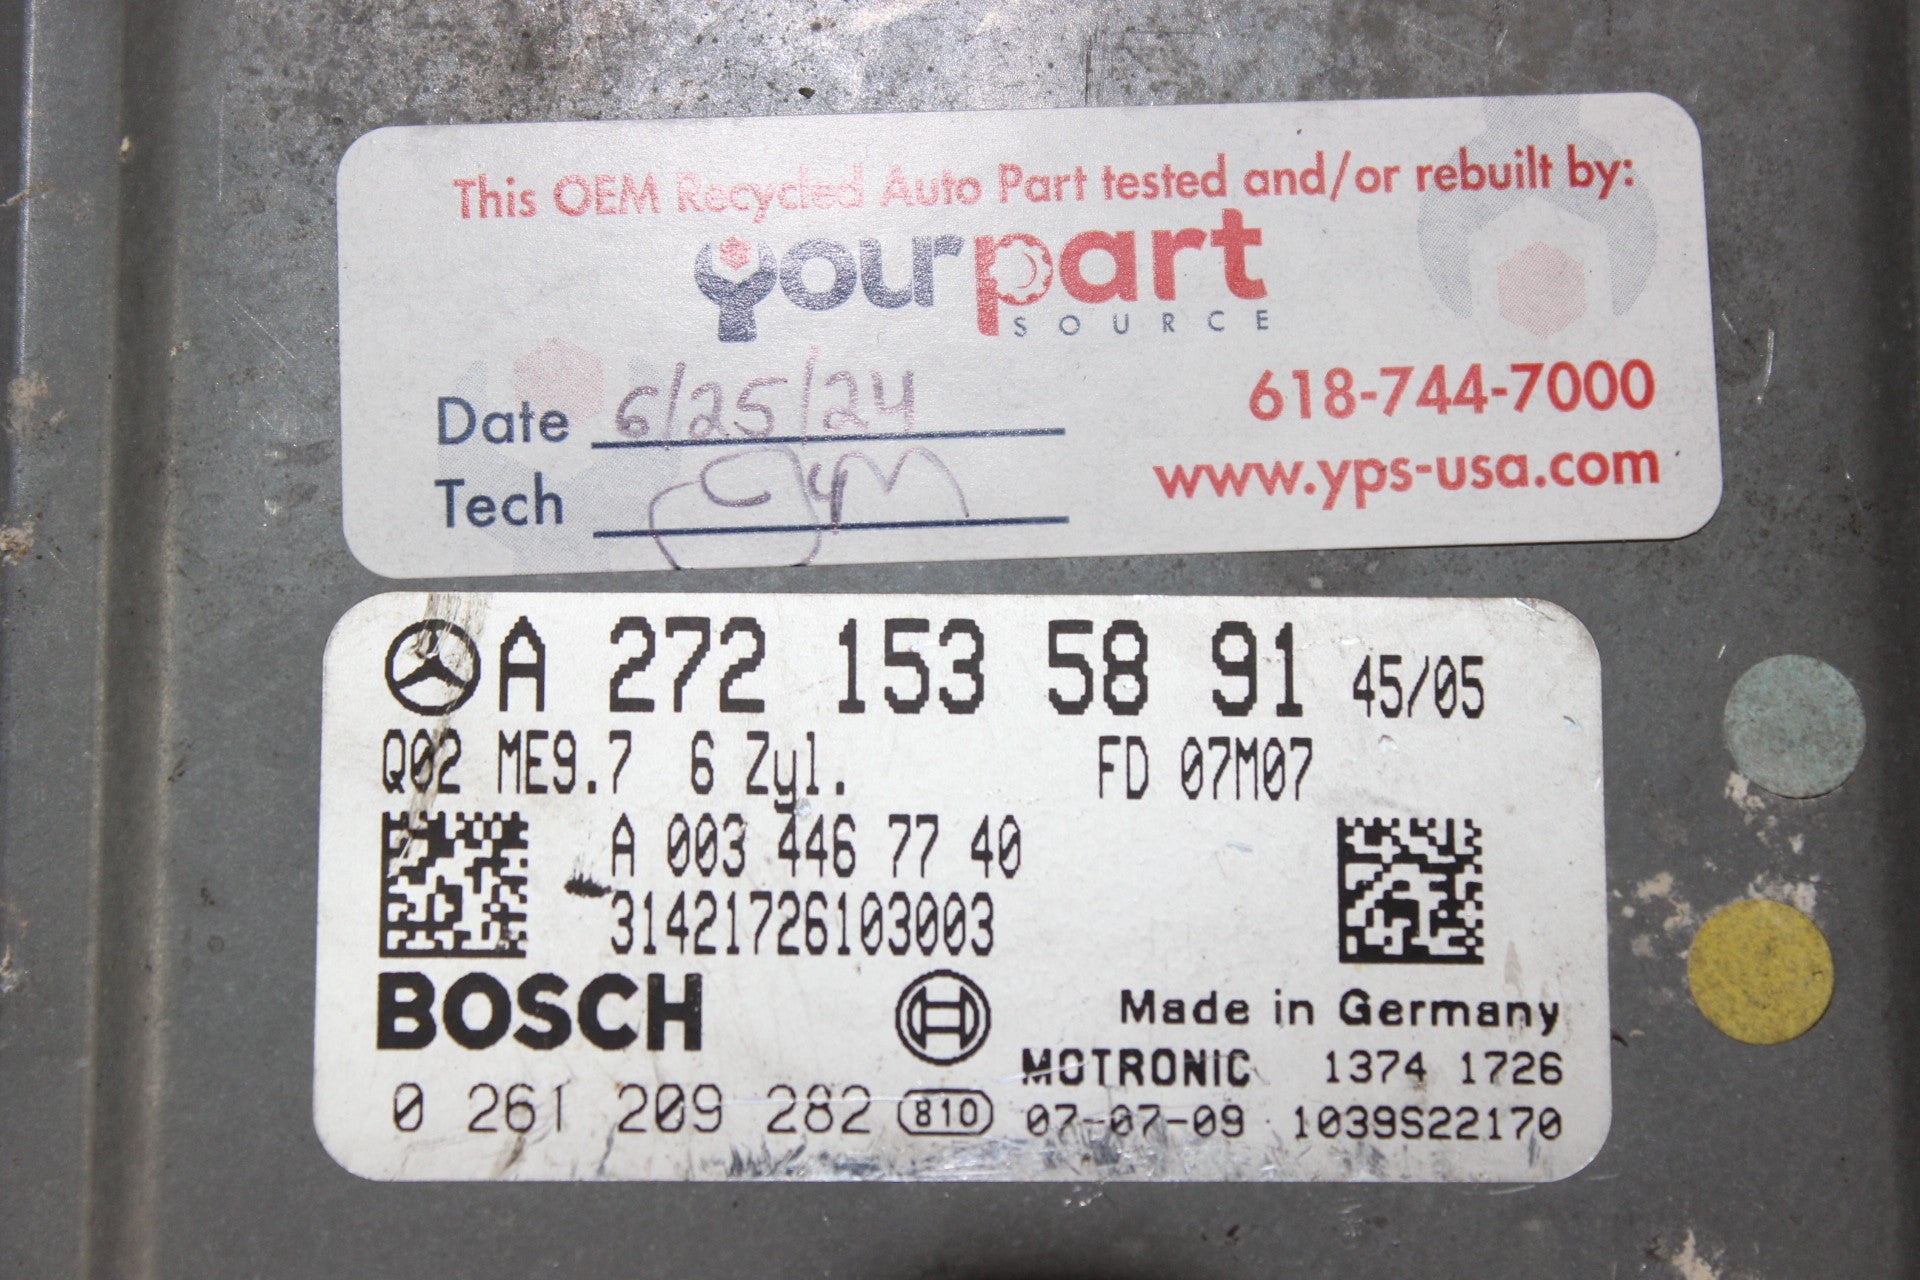 This OEM Recycled Auto Part tested and/or rebuilt by:
yourpart
SOURCE
Date 6/25/24
618-744-7000
Tech
www.yps-usa.com
A 272 153 58 91 45/05
Q02 ME9.7 6 Zyl. FD 07M07
A 003 446 77 40
31421726103003
BOSCH
Made in Germany
MOTRONIC 1374 1726
0 261 209 282 810 07-07-09 1039S22170